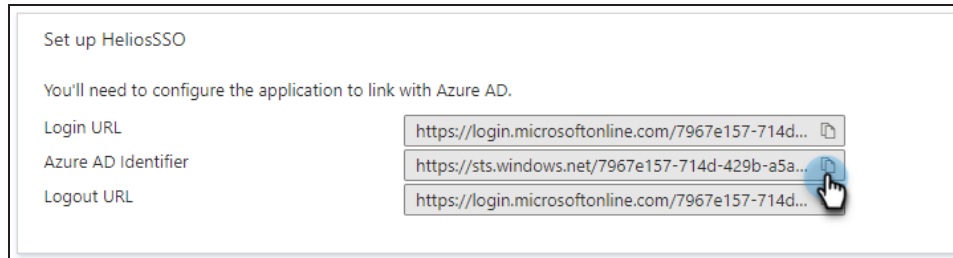 Set up HeliosSSO
You'll need to configure the application to link with Azure AD.
Login URL https://login.microsoftonline.com/7967e157-714d...
Azure AD Identifier https://sts.windows.net/7967e157-714d-429b-a5a...
Logout URL https://login.microsoftonline.com/7967e157-714d...